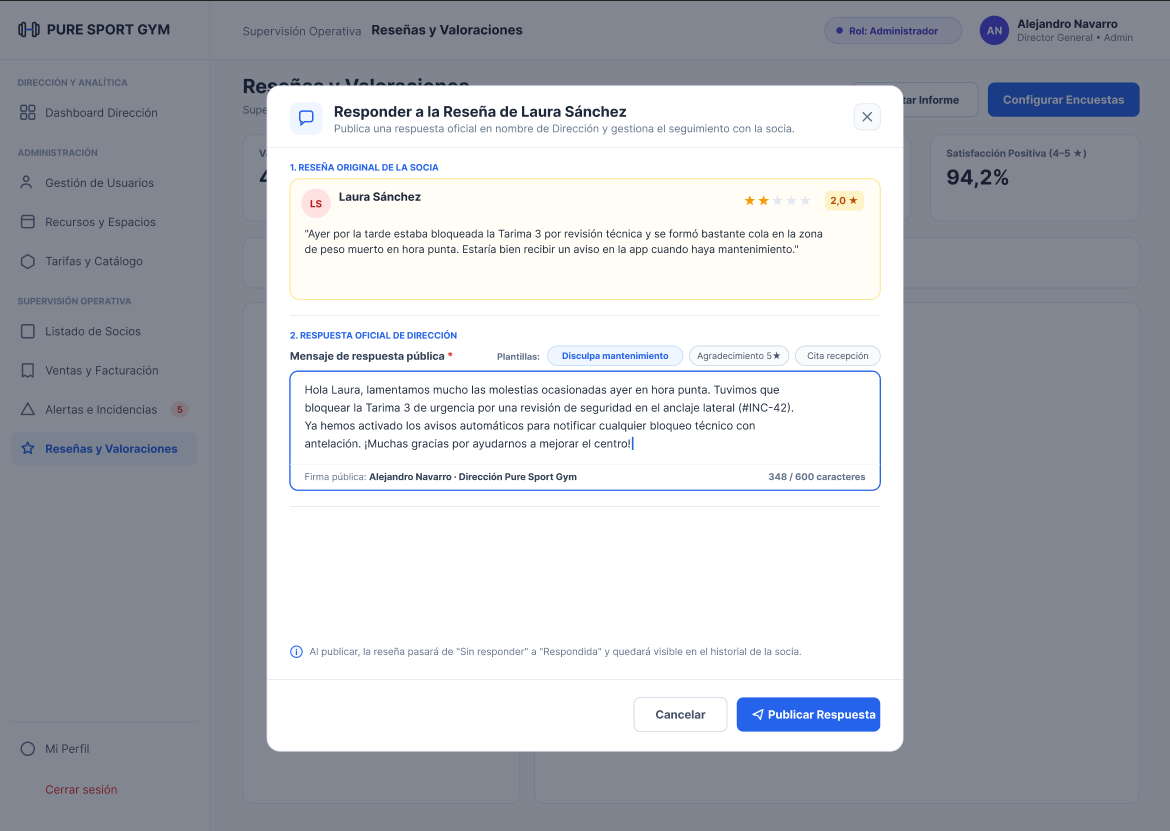 PURE SPORT GYM
Supervisión Operativa Reseñas y Valoraciones
Rol: Administrador
AN
Alejandro Navarro
Director General • Admin
DIRECCIÓN Y ANALÍTICA
Dashboard Dirección
ADMINISTRACIÓN
Gestión de Usuarios
Recursos y Espacios
Tarifas y Catálogo
SUPERVISIÓN OPERATIVA
Listado de Socios
Ventas y Facturación
Alertas e Incidencias 5
Reseñas y Valoraciones
Mi Perfil
Cerrar sesión
Reseñas y Valoraciones
Informe
Configurar Encuestas
Satisfacción Positiva (4–5 ★)
94,2%
Responder a la Reseña de Laura Sánchez
Publica una respuesta oficial en nombre de Dirección y gestiona el seguimiento con la socia.
1. RESEÑA ORIGINAL DE LA SOCIA
LS
Laura Sánchez
2,0 ★
"Ayer por la tarde estaba bloqueada la Tarima 3 por revisión técnica y se formó bastante cola en la zona
de peso muerto en hora punta. Estaría bien recibir un aviso en la app cuando haya mantenimiento."
2. RESPUESTA OFICIAL DE DIRECCIÓN
Mensaje de respuesta pública *
Plantillas: Disculpa mantenimiento Agradecimiento 5★ Cita recepción
Hola Laura, lamentamos mucho las molestias ocasionadas ayer en hora punta. Tuvimos que
bloquear la Tarima 3 de urgencia por una revisión de seguridad en el anclaje lateral (#INC-42).
Ya hemos activado los avisos automáticos para notificar cualquier bloqueo técnico con
antelación. ¡Muchas gracias por ayudarnos a mejorar el centro!
Firma pública: Alejandro Navarro · Dirección Pure Sport Gym
348 / 600 caracteres
Al publicar, la reseña pasará de "Sin responder" a "Respondida" y quedará visible en el historial de la socia.
Cancelar
Publicar Respuesta